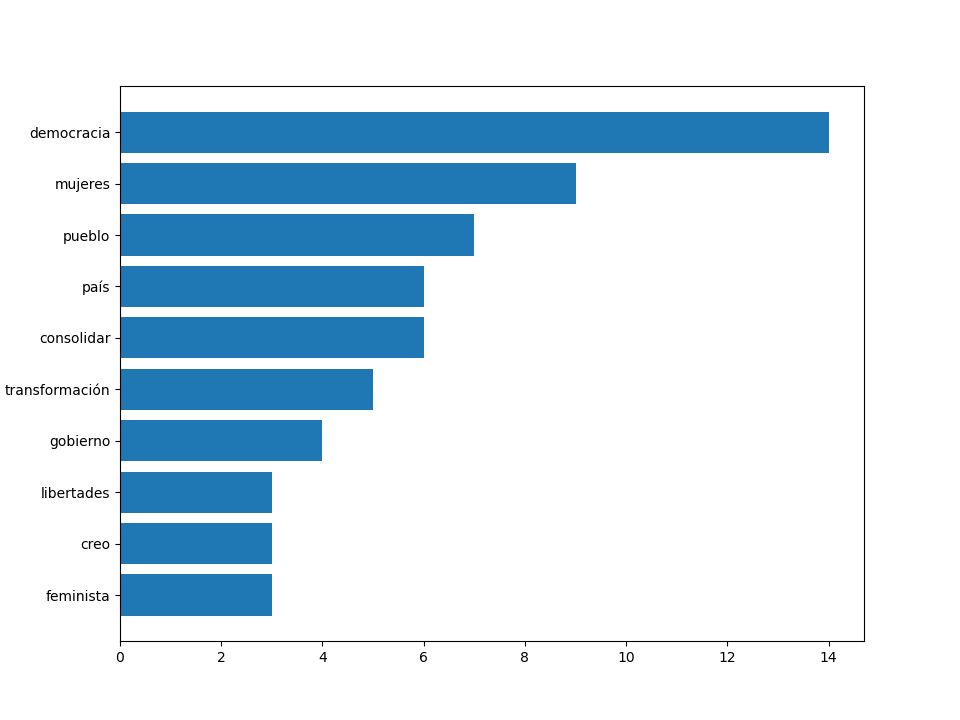 democracia
mujeres
pueblo
país
consolidar
transformación
gobierno
libertades
creo
feminista
0 2 4 6 8 10 12 14